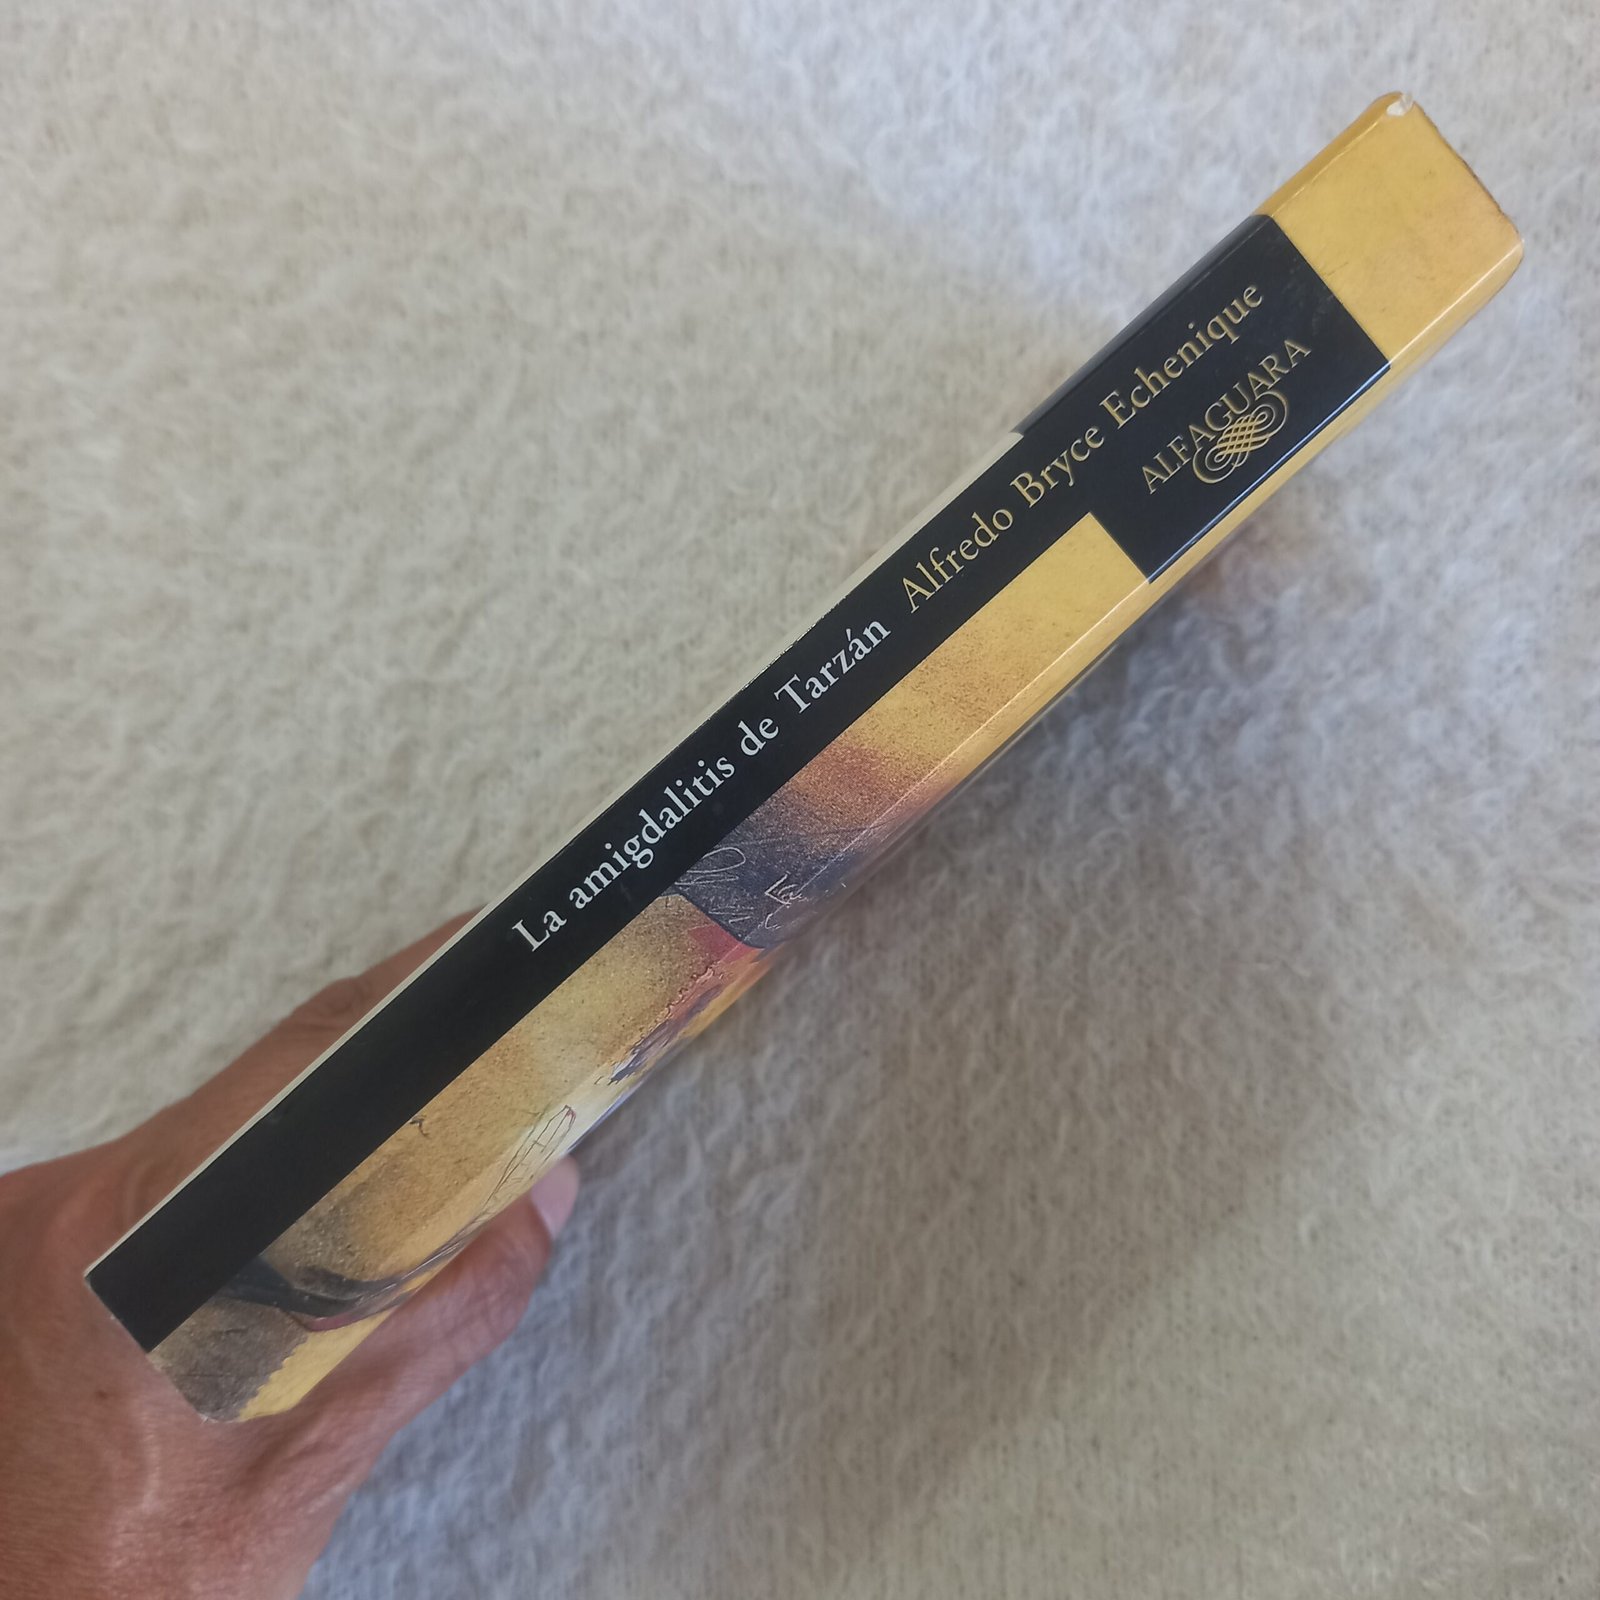 La amigdalitis de Tarzán Alfredo Bryce Echenique
ALFAGUARA